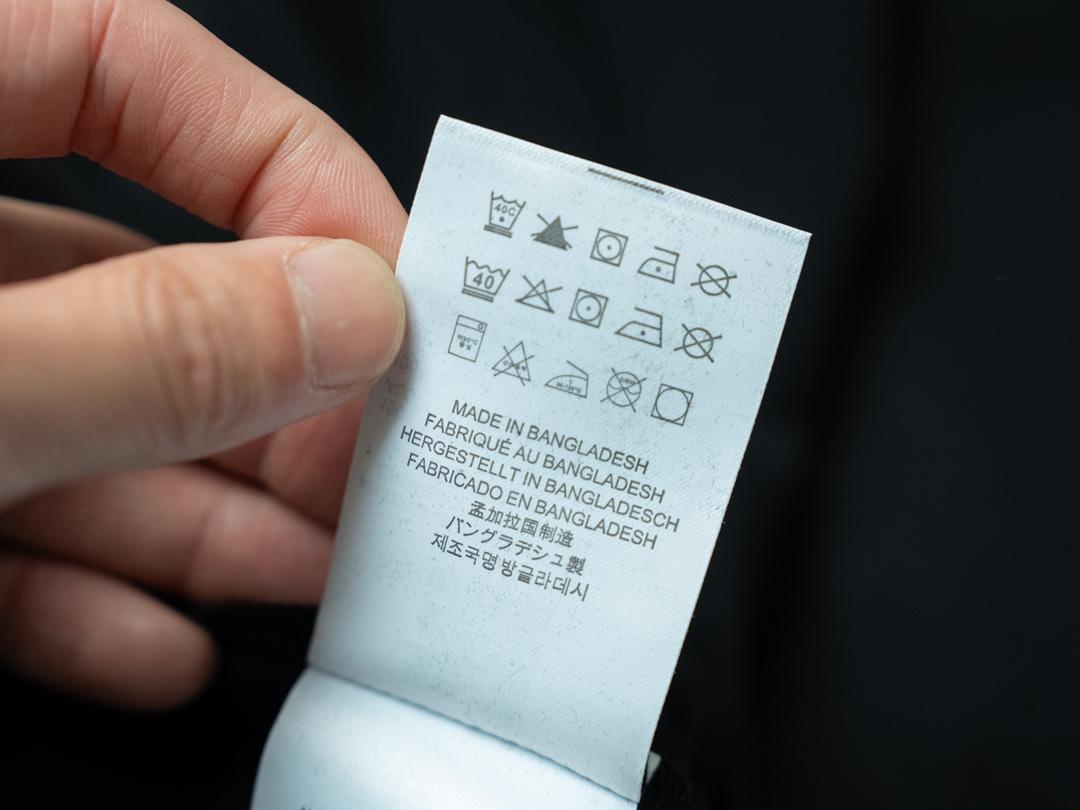 40C
40
MADE IN BANGLADESH
FABRIQUÉ AU BANGLADESH
HERGESTELLT IN BANGLADESCH
FABRICADO EN BANGLADESH
孟加拉国制造
バングラデシュ製
제조국명 방글라데시